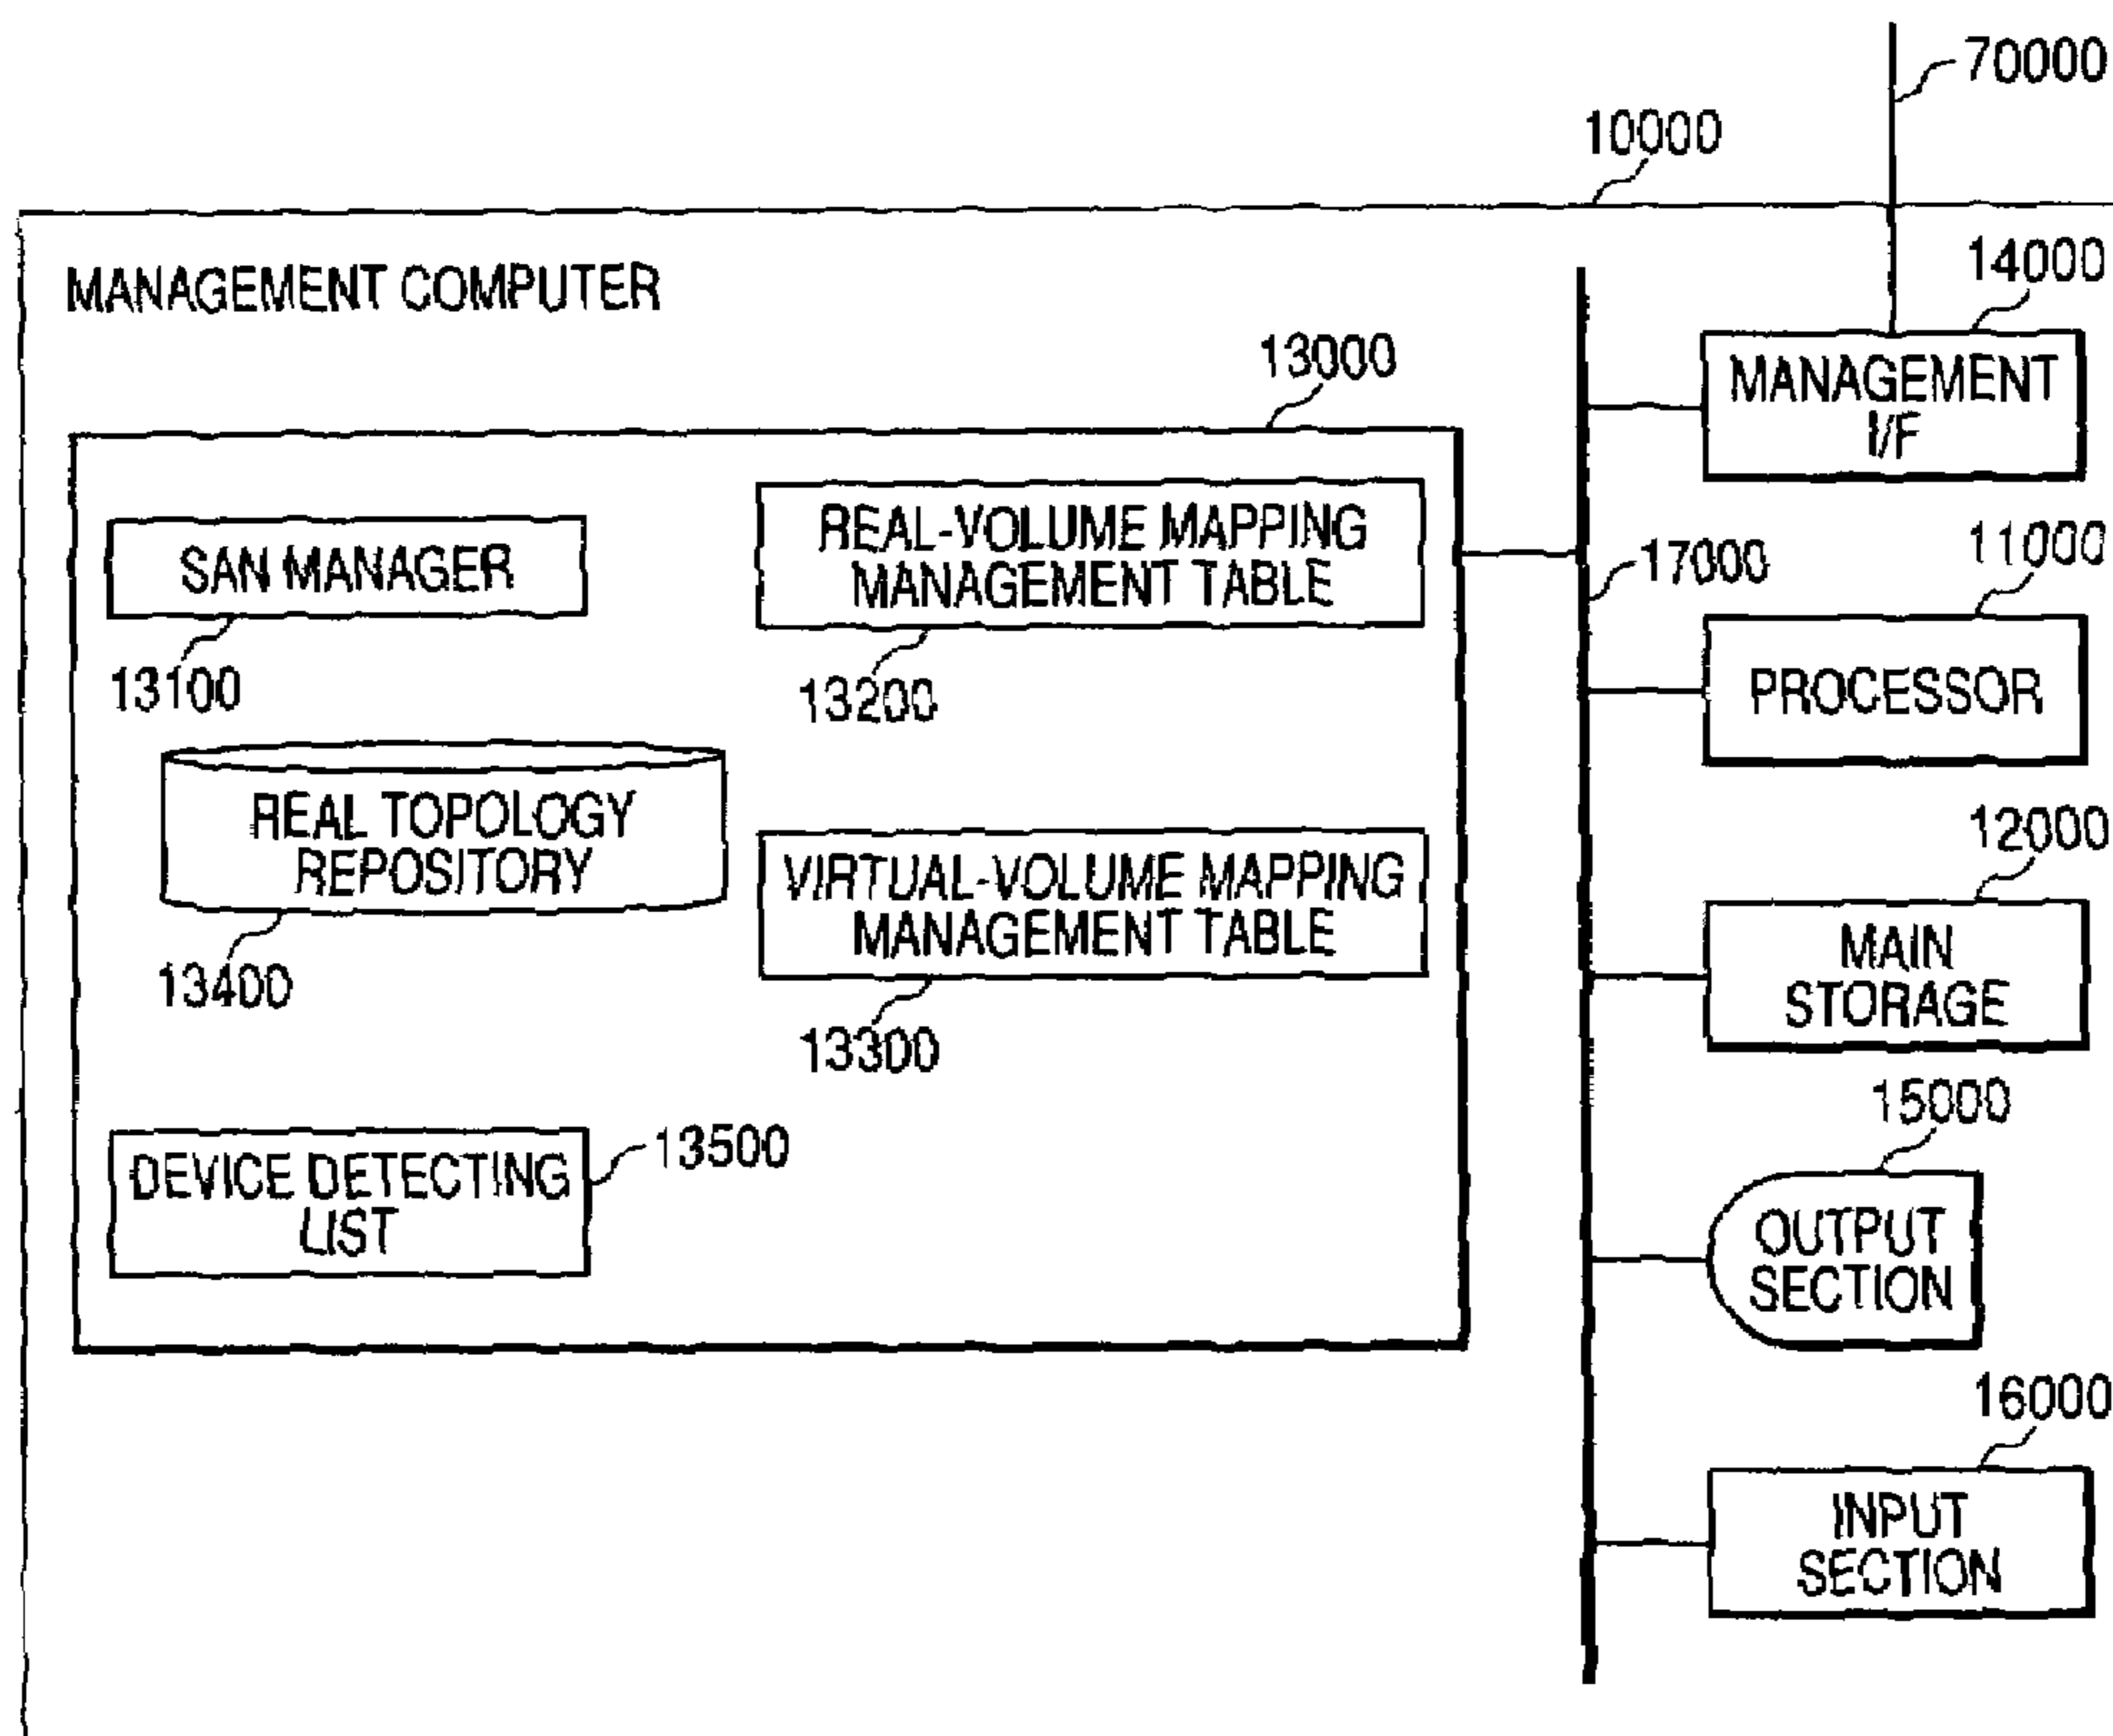 70000
10000
MANAGEMENT COMPUTER
14000
MANAGEMENT
I/F
13000
SAN MANAGER
13100
REAL-VOLUME MAPPING
MANAGEMENT TABLE
13200
17000
11000
PROCESSOR
REAL TOPOLOGY
REPOSITORY
13400
VIRTUAL-VOLUME MAPPING
MANAGEMENT TABLE
13300
12000
MAIN
STORAGE
DEVICE DETECTING
LIST
13500
15000
OUTPUT
SECTION
16000
INPUT
SECTION